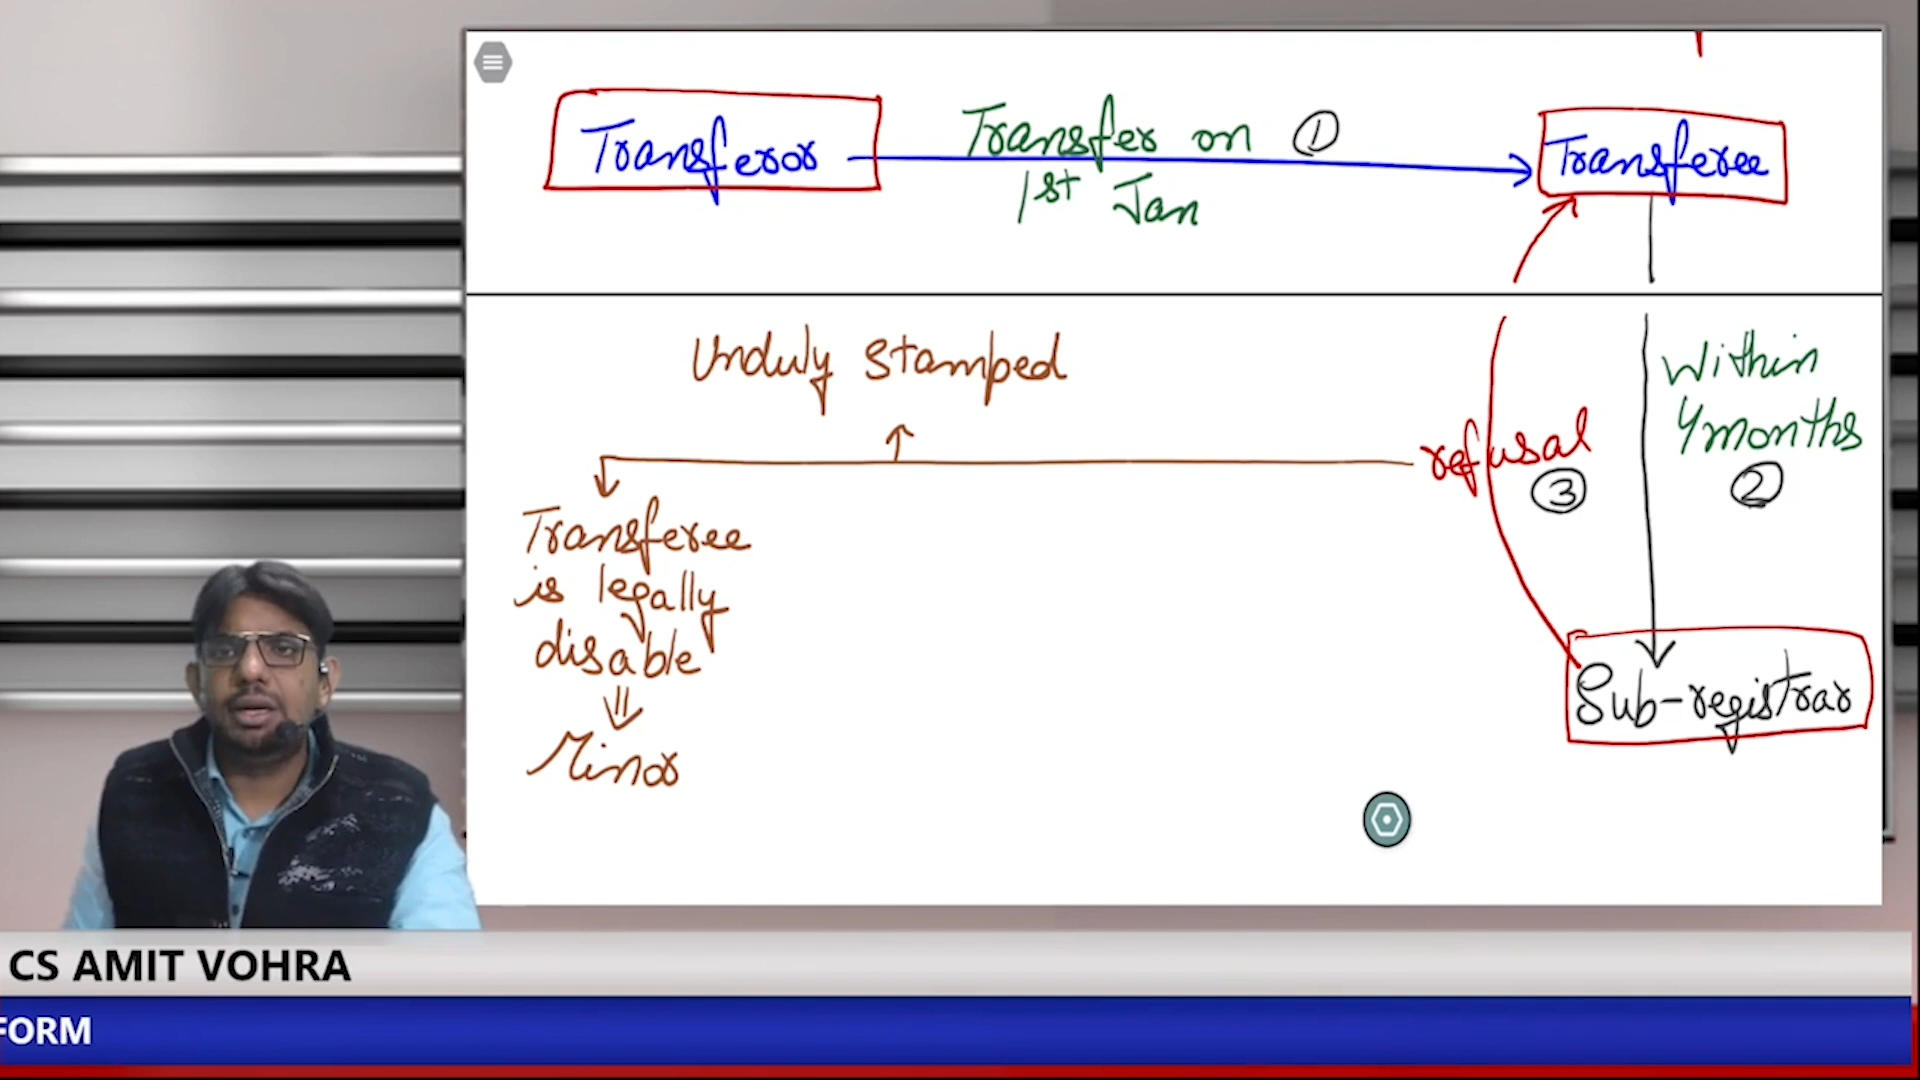 Transferor
Transfer on ①
1st Jan
Transferee
Unduly stamped
Within
4 months
②
refusal
③
Transferee
is legally
disable
Minor
Sub-registrar
CS AMIT VOHRA
FORM